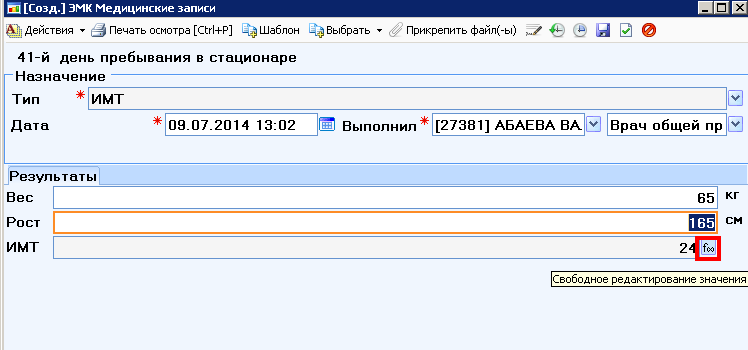 [Созд.] ЭМК Медицинские записи
Действия Печать осмотра [Ctrl+P] Шаблон Выбрать Прикрепить файл(-ы)
41-й день пребывания в стационаре
Назначение
Тип * ИМТ
Дата * 09.07.2014 13:02 Выполнил * [27381] АБАЕВА ВА. Врач общей пр
Результаты
Вес 65 кг
Рост 165 см
ИМТ 24 f∞
Свободное редактирование значения